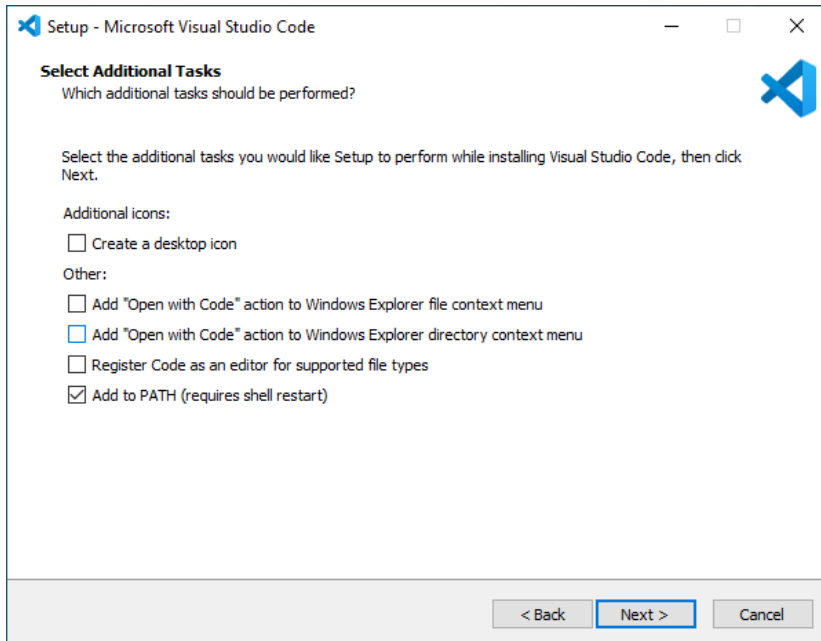 Setup - Microsoft Visual Studio Code
Select Additional Tasks
Which additional tasks should be performed?
Select the additional tasks you would like Setup to perform while installing Visual Studio Code, then click
Next.
Additional icons:
Create a desktop icon
Other:
Add "Open with Code" action to Windows Explorer file context menu
Add "Open with Code" action to Windows Explorer directory context menu
Register Code as an editor for supported file types
Add to PATH (requires shell restart)
< Back Next > Cancel